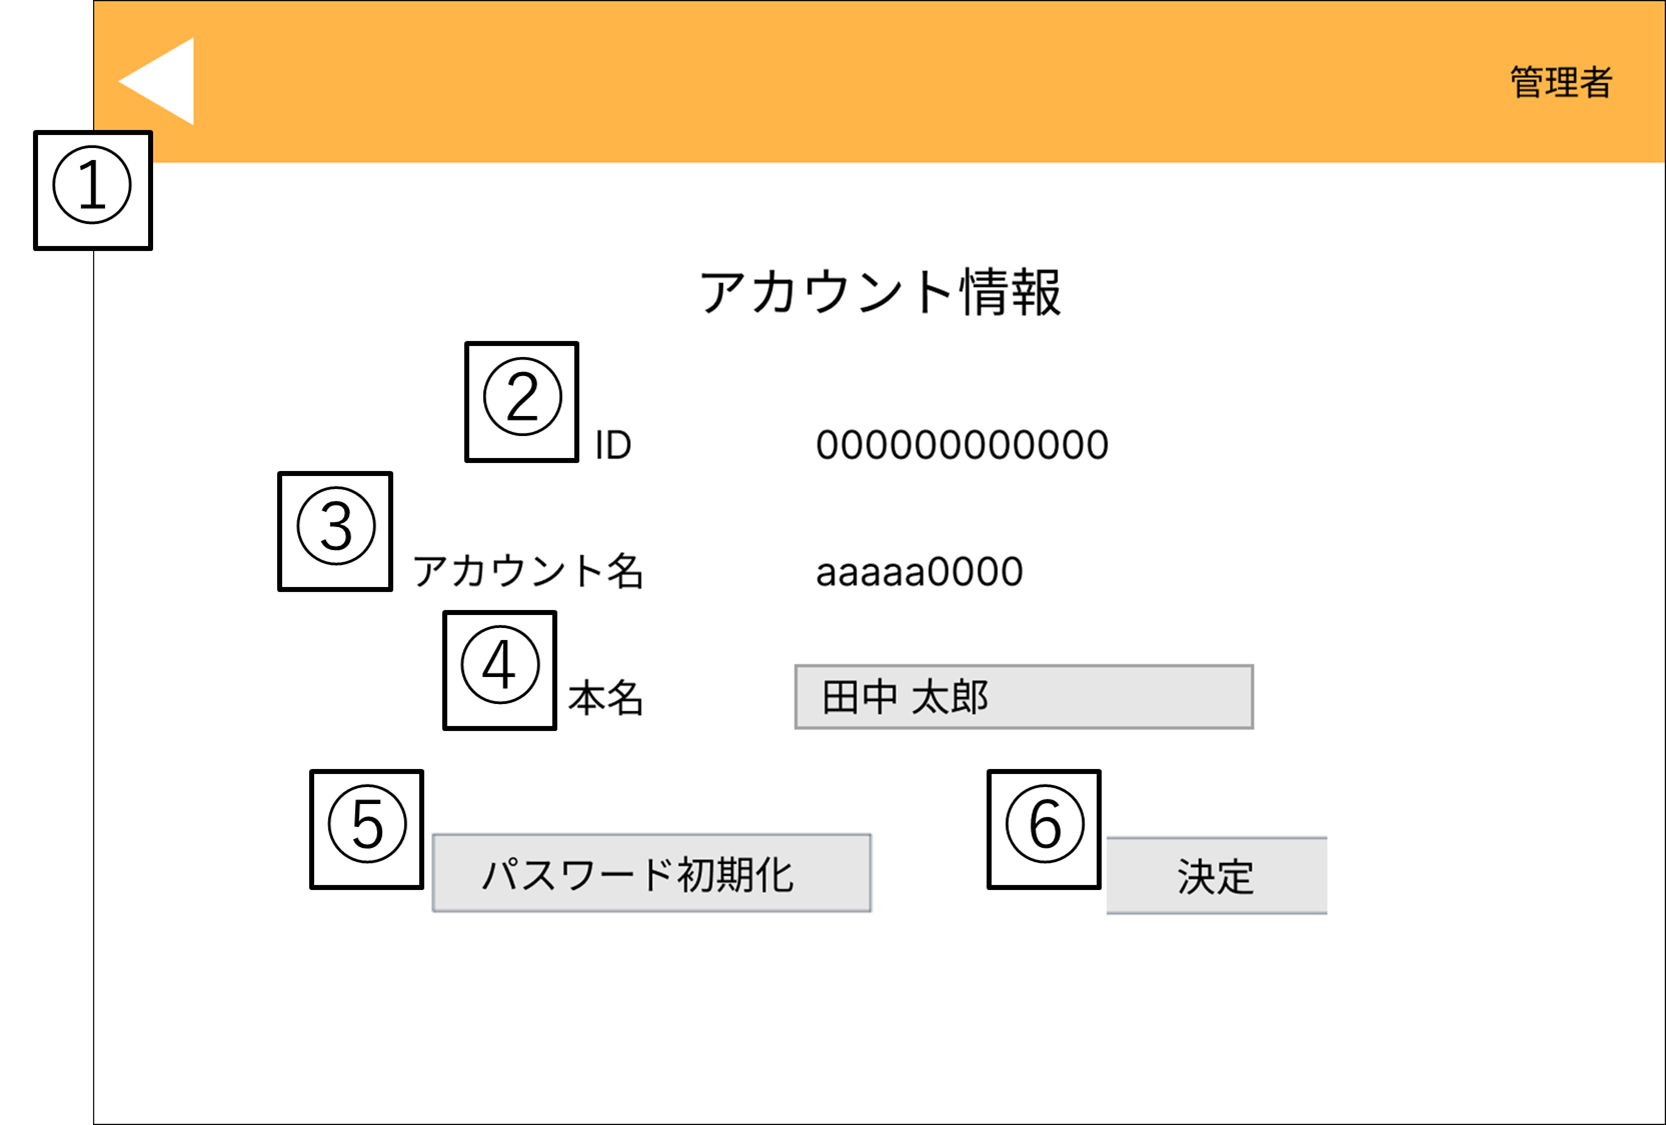 管理者
①
アカウント情報
② ID 000000000000
③ アカウント名 aaaaa0000
④ 本名 田中 太郎
⑤ パスワード初期化 ⑥ 決定